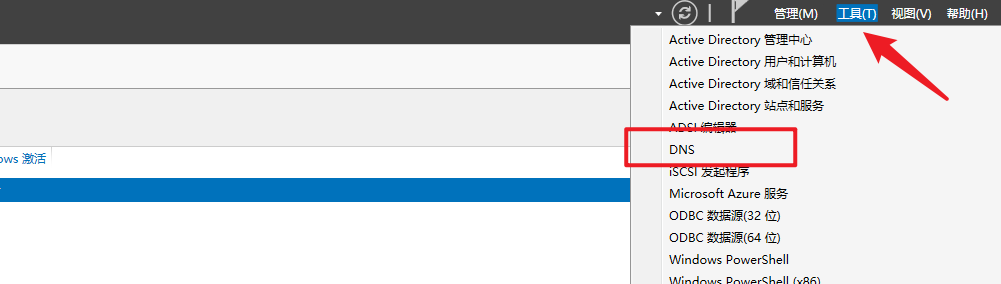 管理(M) 工具(T) 视图(V) 帮助(H)
Active Directory 管理中心
Active Directory 用户和计算机
Active Directory 域和信任关系
Active Directory 站点和服务
ADSI 编辑器
DNS
ows 激活
iSCSI 发起程序
Microsoft Azure 服务
ODBC 数据源(32 位)
ODBC 数据源(64 位)
Windows PowerShell
Windows PowerShell (x86)